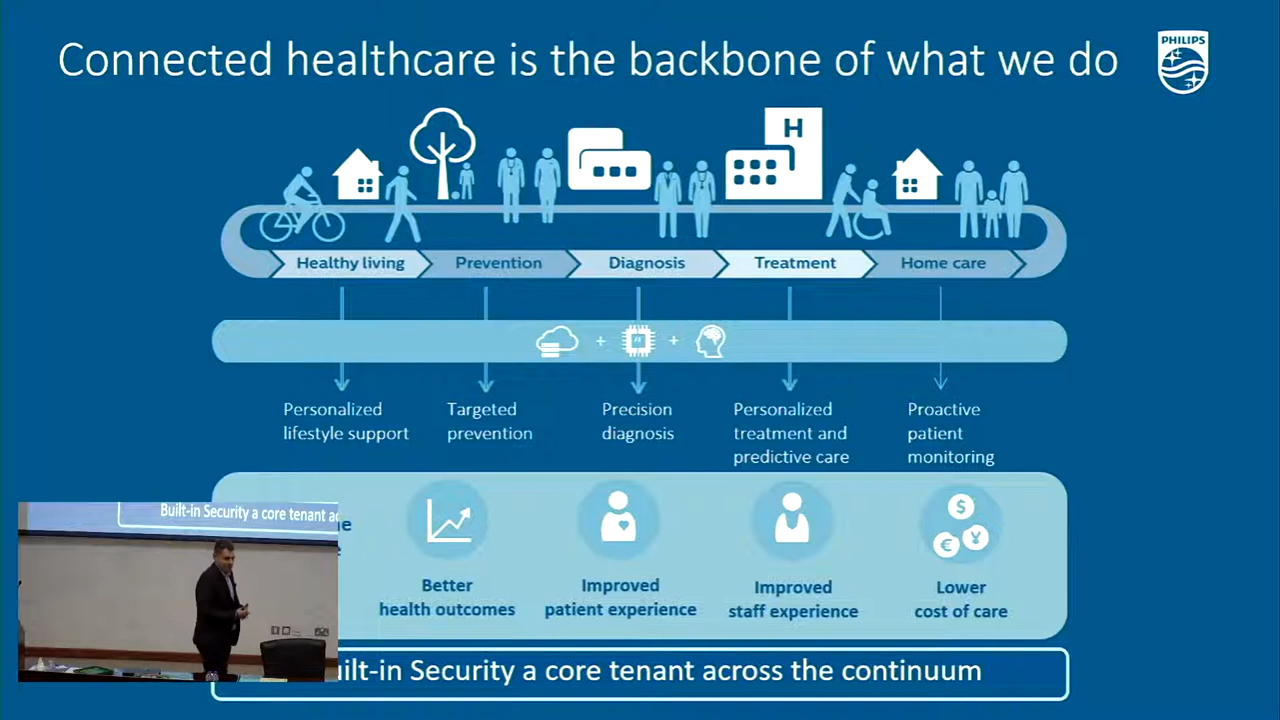 Connected healthcare is the backbone of what we do
PHILIPS
H
Healthy living
Prevention
Diagnosis
Treatment
Home care
+
+
Personalized
lifestyle support
Targeted
prevention
Precision
diagnosis
Personalized
treatment and
predictive care
Proactive
patient
monitoring
$
€ ¥
Better
health outcomes
Improved
patient experience
Improved
staff experience
Lower
cost of care
Built-in Security a core tenant
ilt-in Security a core tenant across the continuum